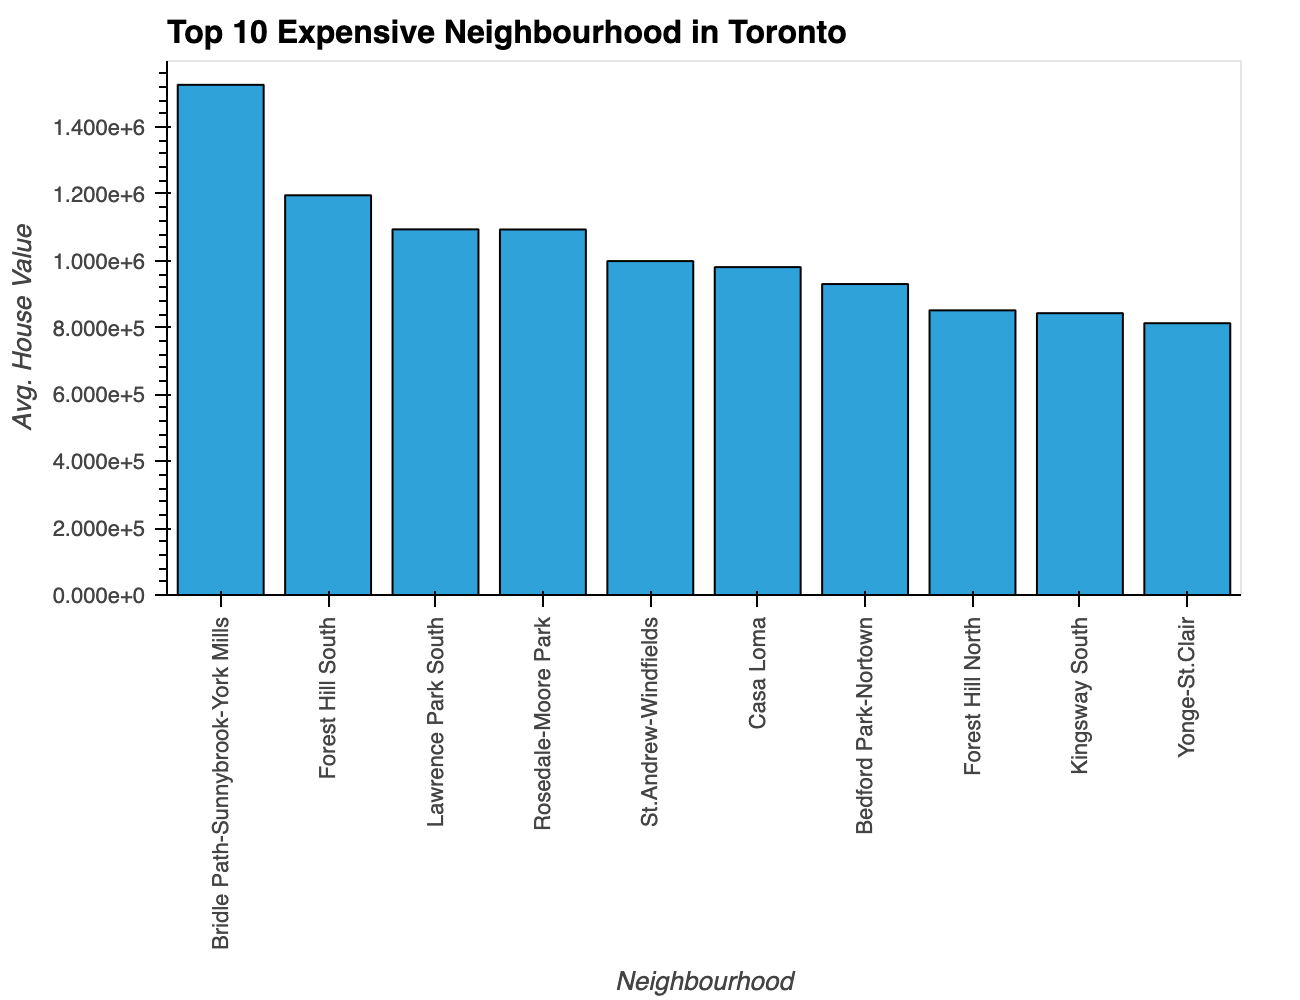 Top 10 Expensive Neighbourhood in Toronto
Avg. House Value
1.400e+6
1.200e+6
1.000e+6
8.000e+5
6.000e+5
4.000e+5
2.000e+5
0.000e+0
Bridle Path-Sunnybrook-York Mills
Forest Hill South
Lawrence Park South
Rosedale-Moore Park
St.Andrew-Windfields
Casa Loma
Bedford Park-Nortown
Forest Hill North
Kingsway South
Yonge-St.Clair
Neighbourhood